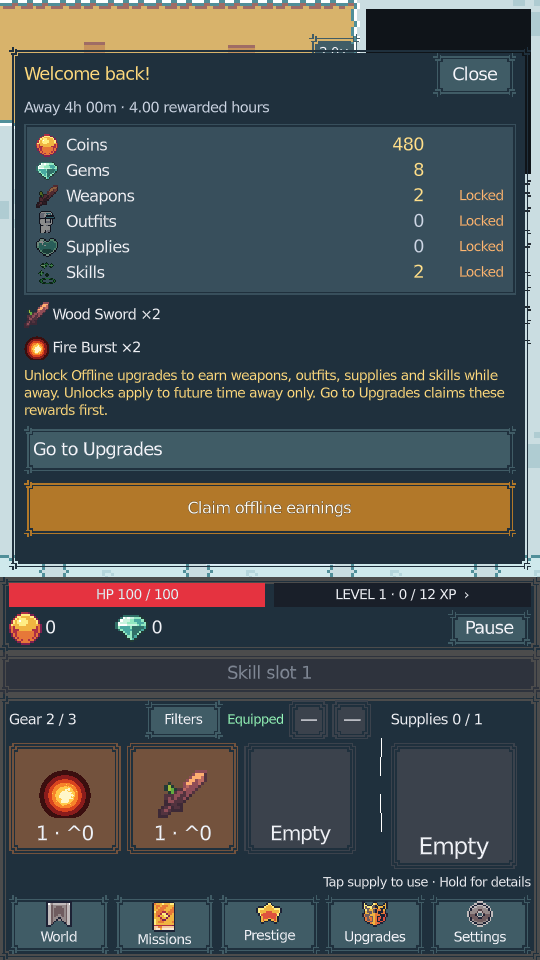 Welcome back!
Close
Away 4h 00m · 4.00 rewarded hours
Coins 480
Gems 8
Weapons 2 Locked
Outfits 0 Locked
Supplies 0 Locked
Skills 2 Locked
Wood Sword ×2
Fire Burst ×2
Unlock Offline upgrades to earn weapons, outfits, supplies and skills while
away. Unlocks apply to future time away only. Go to Upgrades claims these
rewards first.
Go to Upgrades
Claim offline earnings
HP 100 / 100
LEVEL 1 · 0 / 12 XP ›
0
0
Pause
Skill slot 1
Gear 2 / 3
Filters
Equipped
—
—
Supplies 0 / 1
1 · ^0
1 · ^0
Empty
Empty
Tap supply to use · Hold for details
World
Missions
Prestige
Upgrades
Settings